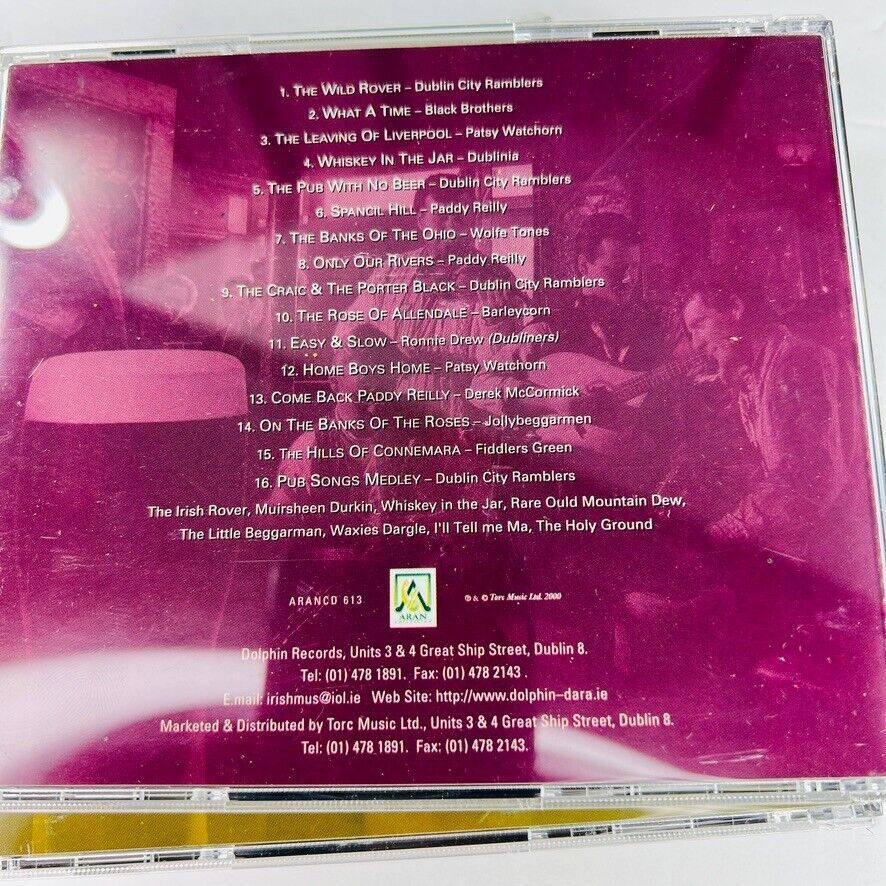 1. The Wild Rover – Dublin City Ramblers
2. What A Time – Black Brothers
3. The Leaving Of Liverpool – Patsy Watchorn
4. Whiskey In The Jar – Dublinia
5. The Pub With No Beer – Dublin City Ramblers
6. Spancil Hill – Paddy Reilly
7. The Banks Of The Ohio – Wolfe Tones
8. Only Our Rivers – Paddy Reilly
9. The Craic & The Porter Black – Dublin City Ramblers
10. The Rose Of Allendale – Barleycorn
11. Easy & Slow – Ronnie Drew (Dubliners)
12. Home Boys Home – Patsy Watchorn
13. Come Back Paddy Reilly – Derek McCormick
14. On The Banks Of The Roses – Jollybeggarmen
15. The Hills Of Connemara – Fiddlers Green
16. Pub Songs Medley – Dublin City Ramblers
The Irish Rover, Muirsheen Durkin, Whiskey in the Jar, Rare Ould Mountain Dew,
The Little Beggarman, Waxies Dargle, I'll Tell me Ma, The Holy Ground
ARANCD 613
ARAN
℗ & © Torc Music Ltd. 2000
Dolphin Records, Units 3 & 4 Great Ship Street, Dublin 8.
Tel: (01) 478 1891. Fax: (01) 478 2143 .
E.mail: irishmus@iol.ie Web Site: http://www.dolphin–dara.ie
Marketed & Distributed by Torc Music Ltd., Units 3 & 4 Great Ship Street, Dublin 8.
Tel: (01) 478 1891. Fax: (01) 478 2143.